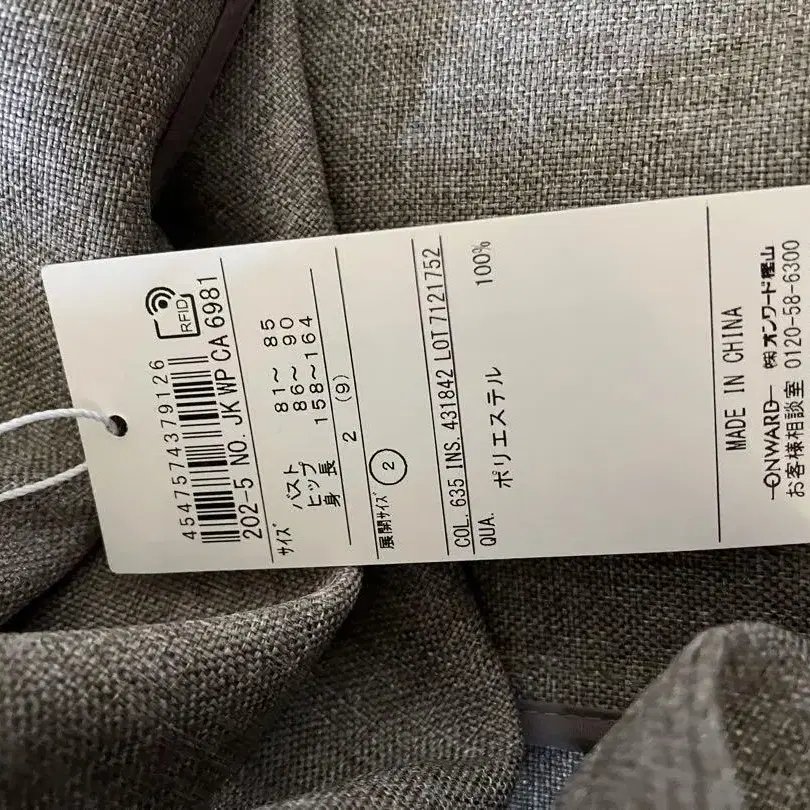 RFID
4547574379126
202-5 NO. JK WP CA 6981
サイズ
バスト 81～ 85
ヒップ 86～ 90
身 長 158～164
2 (9)
展開サイズ ②
COL. 635 INS. 431842 LOT 7121752
QUA.
ポリエステル 100%
MADE IN CHINA
ONWARD ㈱オンワード樫山
お客様相談室 0120-58-6300